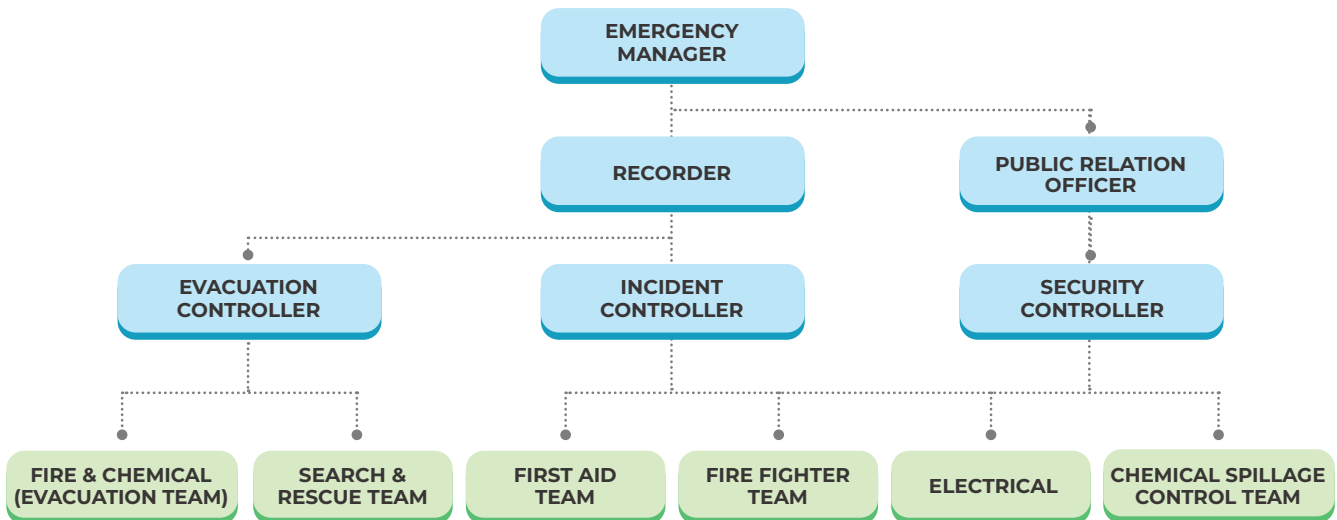 EMERGENCY
MANAGER
RECORDER
PUBLIC RELATION
OFFICER
EVACUATION
CONTROLLER
INCIDENT
CONTROLLER
SECURITY
CONTROLLER
FIRE & CHEMICAL
(EVACUATION TEAM)
SEARCH &
RESCUE TEAM
FIRST AID
TEAM
FIRE FIGHTER
TEAM
ELECTRICAL
CHEMICAL SPILLAGE
CONTROL TEAM